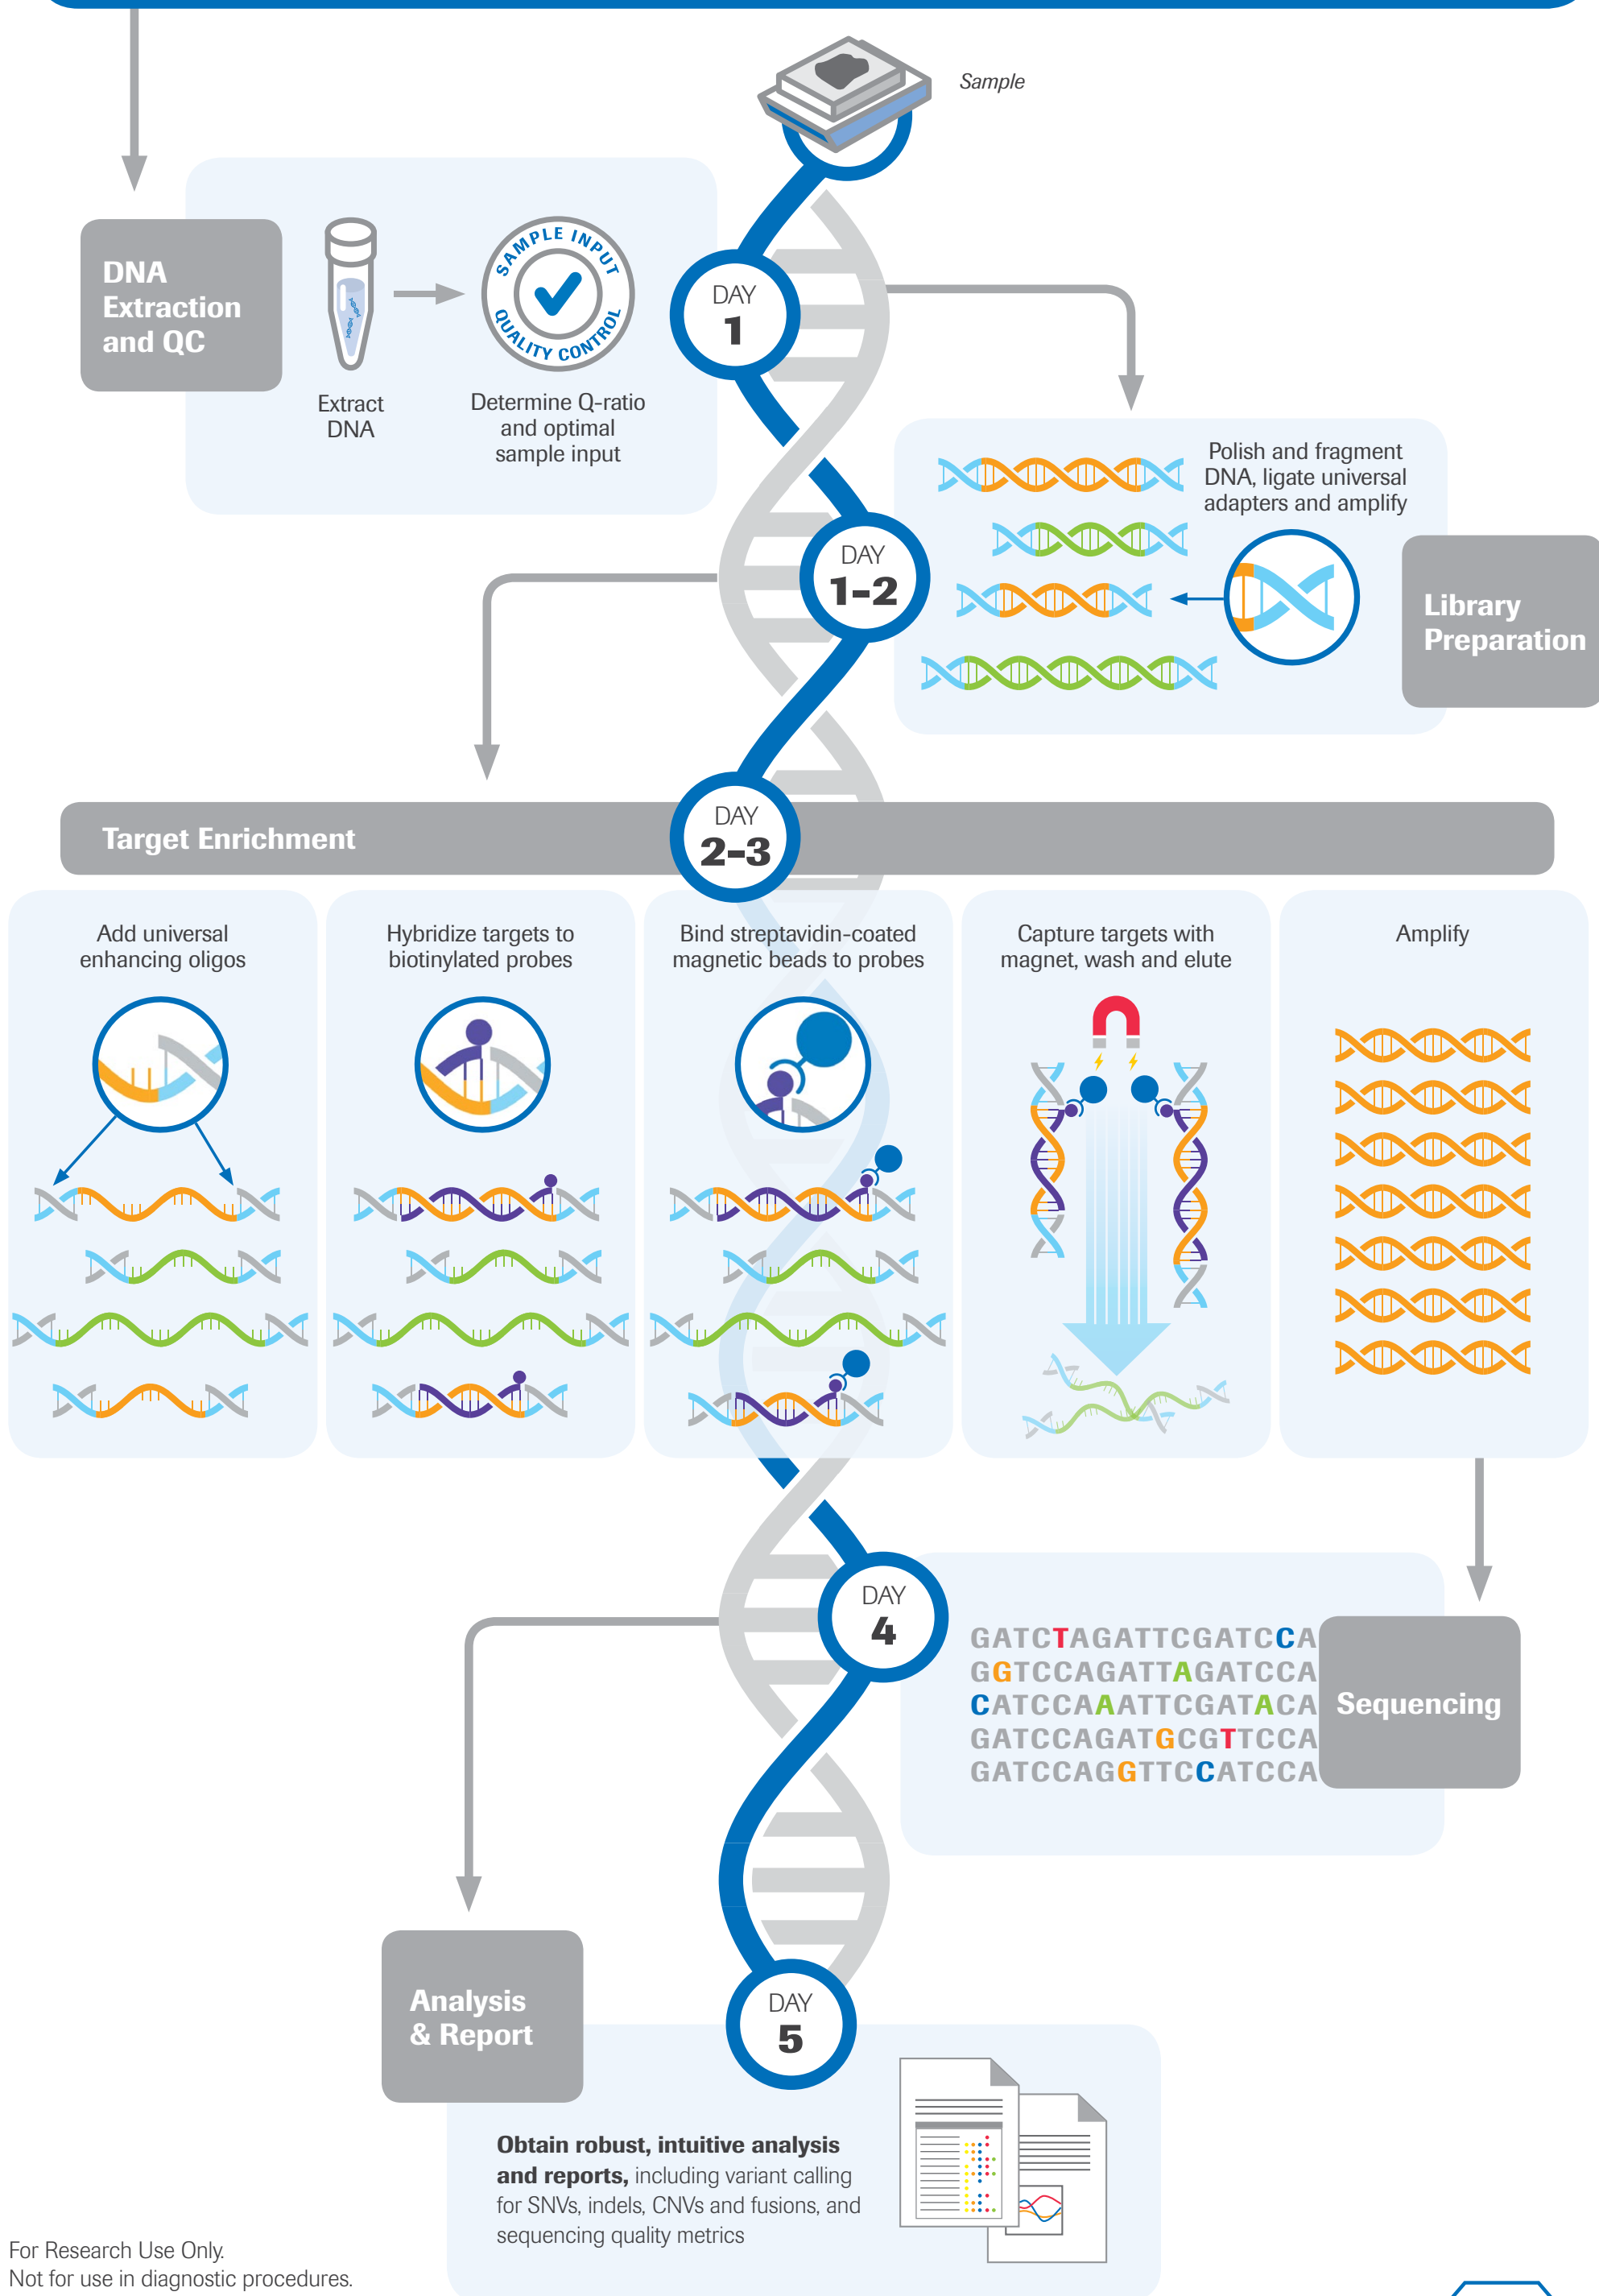 Sample
DNA
Extraction
and QC
SAMPLE INPUT
QUALITY CONTROL
Extract
DNA
Determine Q-ratio
and optimal
sample input
DAY
1
Polish and fragment
DNA, ligate universal
adapters and amplify
DAY
1-2
Library
Preparation
Target Enrichment
DAY
2-3
Add universal
enhancing oligos
Hybridize targets to
biotinylated probes
Bind streptavidin-coated
magnetic beads to probes
Capture targets with
magnet, wash and elute
Amplify
DAY
4
GATCTAGATTCGATCCA
GGTCCAGATTAGATCCA
CATCCAAATTCGATACA
GATCCAGATGCGTTCCA
GATCCAGGTTCCATCCA
Sequencing
Analysis
& Report
DAY
5
Obtain robust, intuitive analysis
and reports, including variant calling
for SNVs, indels, CNVs and fusions, and
sequencing quality metrics
For Research Use Only.
Not for use in diagnostic procedures.